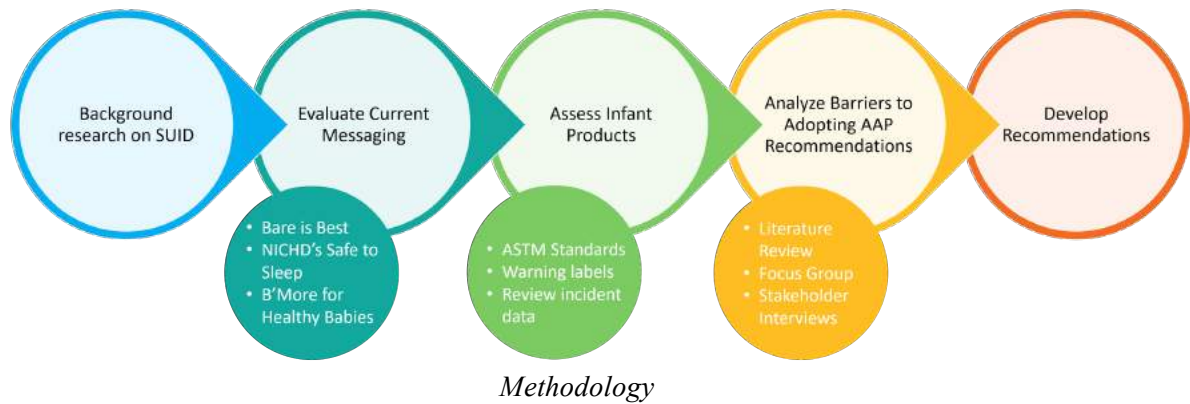 Background
research on SUID
Evaluate Current
Messaging
Assess Infant
Products
Analyze Barriers to
Adopting AAP
Recommendations
Develop
Recommendations
• Bare is Best
• NICHD's Safe to
Sleep
• B'More for
Healthy Babies
• ASTM Standards
• Warning labels
• Review incident
data
• Literature
Review
• Focus Group
• Stakeholder
Interviews
Methodology